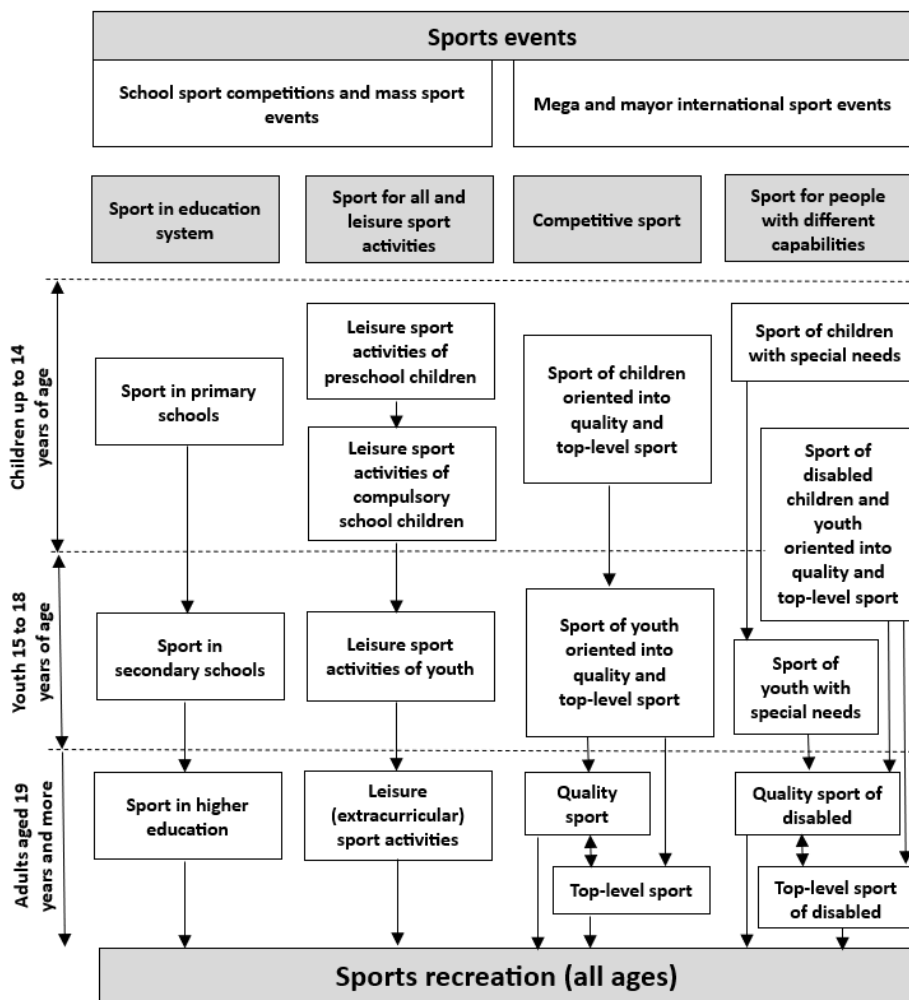 Sports events
School sport competitions and mass sport
events
Mega and mayor international sport events
Sport in education
system
Sport for all and
leisure sport
activities
Competitive sport
Sport for people
with different
capabilities
Children up to 14
years of age
Sport in primary
schools
Leisure sport
activities of
preschool children
Leisure sport
activities of
compulsory
school children
Sport of children
oriented into
quality and
top-level sport
Sport of children
with special needs
Sport of
disabled
children and
youth
oriented into
quality and
top-level sport
Youth 15 to 18
years of age
Sport in
secondary schools
Leisure sport
activities of youth
Sport of youth
oriented into
quality and
top-level sport
Sport of
youth with
special needs
Adults aged 19
years and more
Sport in higher
education
Leisure
(extracurricular)
sport activities
Quality
sport
Top-level sport
Quality sport of
disabled
Top-level sport
of disabled
Sports recreation (all ages)